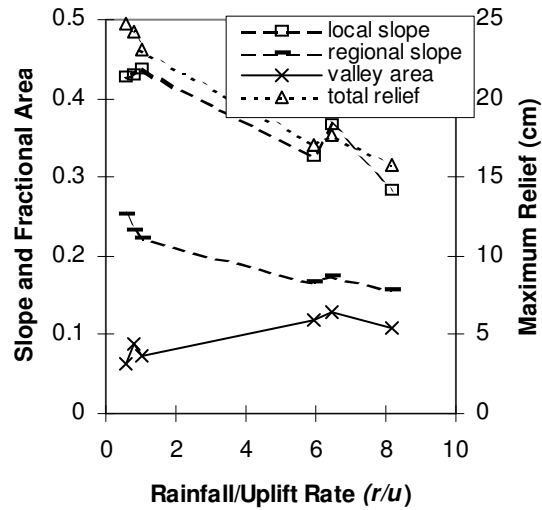 local slope
regional slope
valley area
total relief
0.5
0.4
0.3
0.2
0.1
0
25
20
15
10
5
0
0 2 4 6 8 10
Slope and Fractional Area
Maximum Relief (cm)
Rainfall/Uplift Rate (r/u)